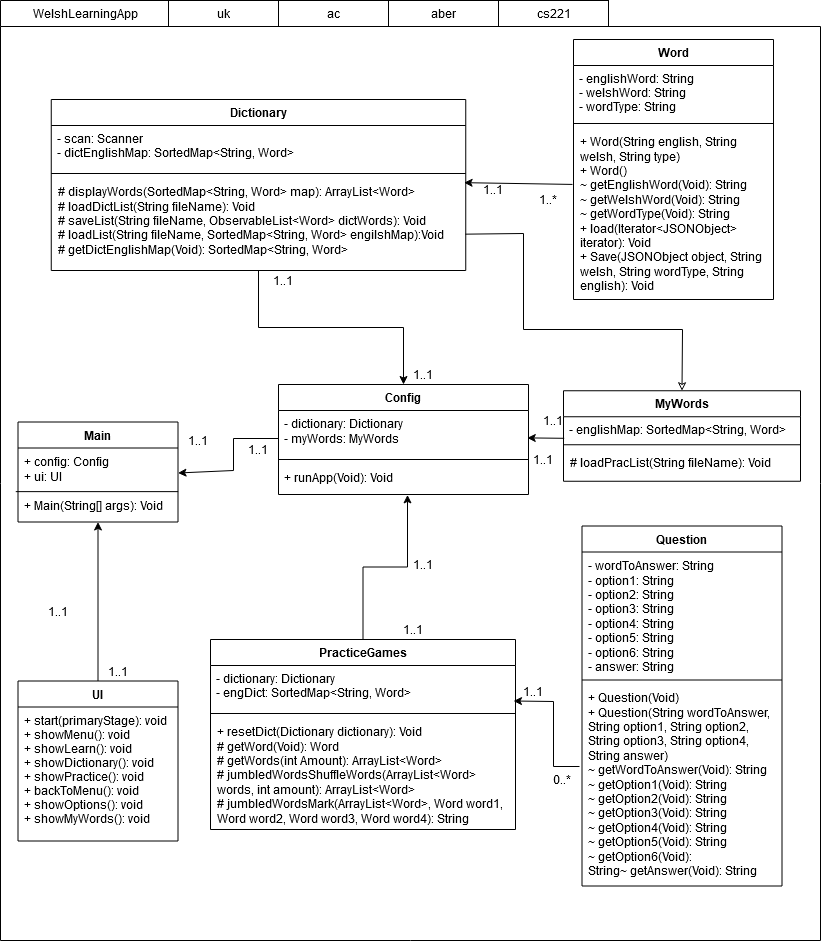 WelshLearningApp
uk
ac
aber
cs221
Word
- englishWord: String
- welshWord: String
- wordType: String
+ Word(String english, String
welsh, String type)
+ Word()
~ getEnglishWord(Void): String
~ getWelshWord(Void): String
~ getWordType(Void): String
+ load(Iterator<JSONObject>
iterator): Void
+ Save(JSONObject object, String
welsh, String wordType, String
english): Void
Dictionary
- scan: Scanner
- dictEnglishMap: SortedMap<String, Word>
# displayWords(SortedMap<String, Word> map): ArrayList<Word>
# loadDictList(String fileName): Void
# saveList(String fileName, ObservableList<Word> dictWords): Void
# loadList(String fileName, SortedMap<String, Word> engilshMap):Void
# getDictEnglishMap(Void): SortedMap<String, Word>
1..1
1..*
1..1
1..1
Config
- dictionary: Dictionary
- myWords: MyWords
+ runApp(Void): Void
MyWords
- englishMap: SortedMap<String, Word>
# loadPracList(String fileName): Void
1..1
1..1
Main
+ config: Config
+ ui: UI
+ Main(String[] args): Void
1..1
1..1
1..1
1..1
UI
+ start(primaryStage): void
+ showMenu(): void
+ showLearn(): void
+ showDictionary(): void
+ showPractice(): void
+ backToMenu(): void
+ showOptions(): void
+ showMyWords(): void
1..1
1..1
PracticeGames
- dictionary: Dictionary
- engDict: SortedMap<String, Word>
+ resetDict(Dictionary dictionary): Void
# getWord(Void): Word
# getWords(int Amount): ArrayList<Word>
# jumbledWordsShuffleWords(ArrayList<Word>
words, int amount): ArrayList<Word>
# jumbledWordsMark(ArrayList<Word>, Word word1,
Word word2, Word word3, Word word4): String
1..1
0..*
Question
- wordToAnswer: String
- option1: String
- option2: String
- option3: String
- option4: String
- option5: String
- option6: String
- answer: String
+ Question(Void)
+ Question(String wordToAnswer,
String option1, String option2,
String option3, String option4,
String answer)
~ getWordToAnswer(Void): String
~ getOption1(Void): String
~ getOption2(Void): String
~ getOption3(Void): String
~ getOption4(Void): String
~ getOption5(Void): String
~ getOption6(Void):
String~ getAnswer(Void): String